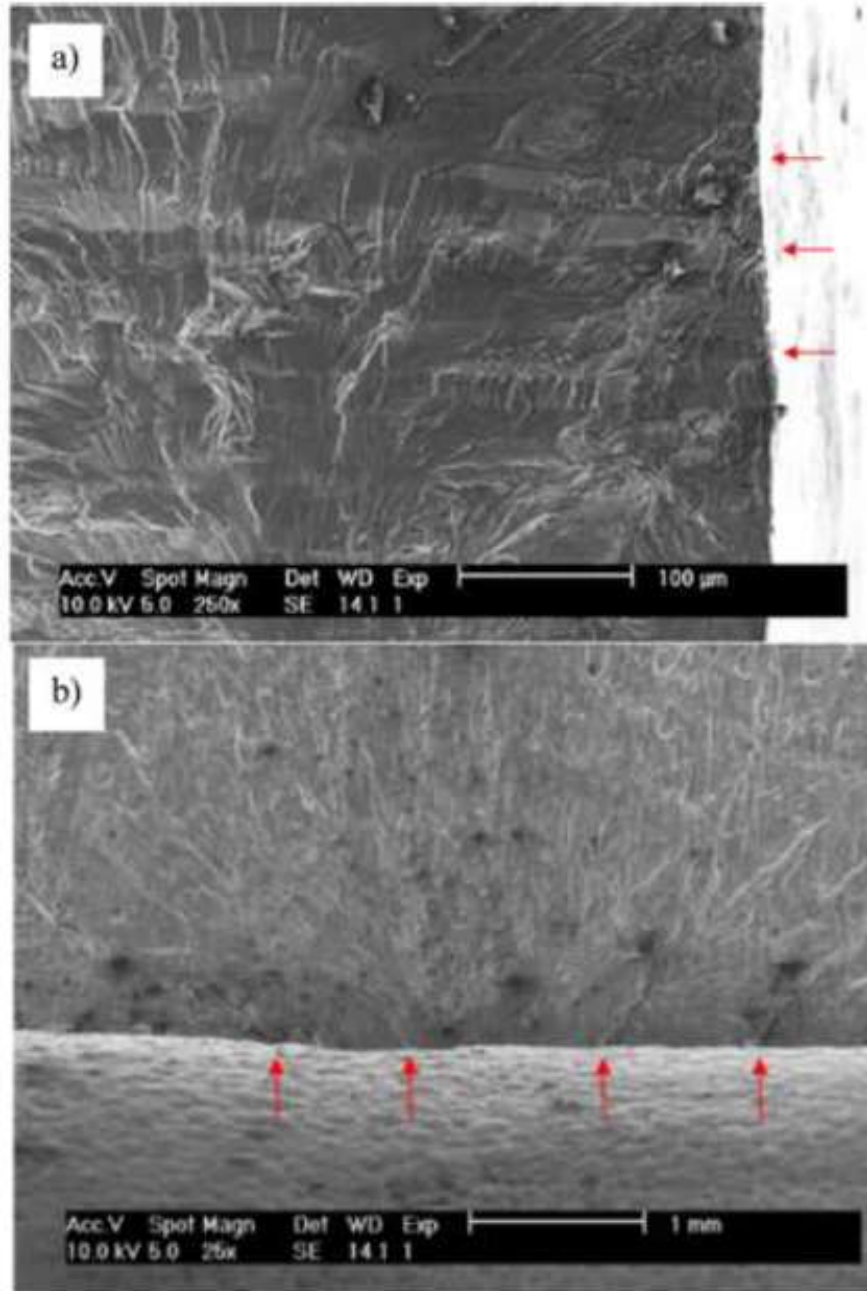 a)
Acc.V Spot Magn Det WD Exp 100 µm
10.0 kV 5.0 250x SE 14.1 1
b)
Acc.V Spot Magn Det WD Exp 1 mm
10.0 kV 5.0 25x SE 14.1 1